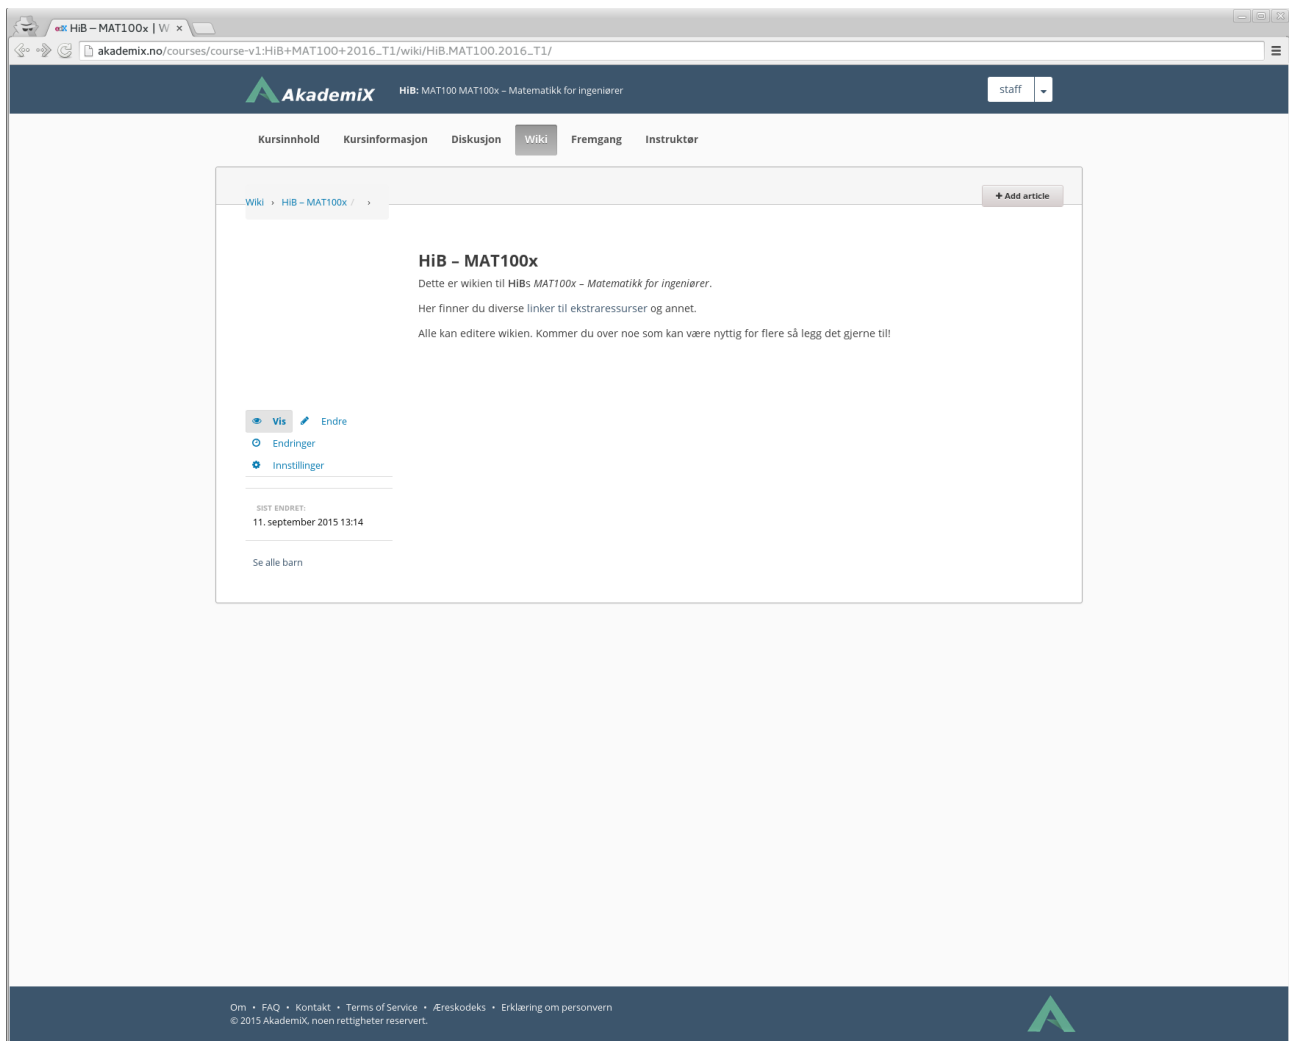 HiB – MAT100x | W
akademix.no/courses/course-v1:HiB+MAT100+2016_T1/wiki/HiB.MAT100.2016_T1/
AkademiX
HiB: MAT100 MAT100x – Matematikk for ingeniører
staff
Kursinnhold Kursinformasjon Diskusjon Wiki Fremgang Instruktør
Wiki › HiB – MAT100x / ›
+ Add article
HiB – MAT100x
Dette er wikien til HiBs MAT100x – Matematikk for ingeniører.
Her finner du diverse linker til ekstraressurser og annet.
Alle kan editere wikien. Kommer du over noe som kan være nyttig for flere så legg det gjerne til!
Vis Endre
Endringer
Innstillinger
SIST ENDRET:
11. september 2015 13:14
Se alle barn
Om • FAQ • Kontakt • Terms of Service • Æreskodeks • Erklæring om personvern
© 2015 AkademiX, noen rettigheter reservert.